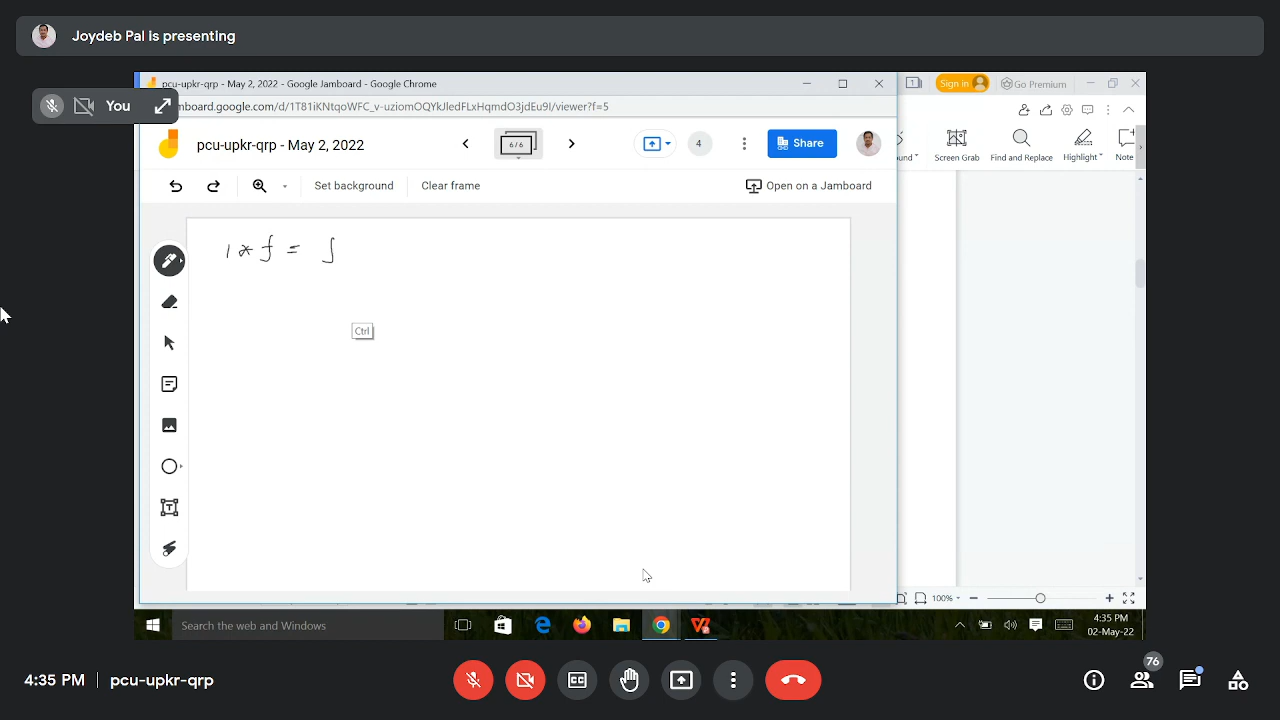 Joydeb Pal is presenting
pcu-upkr-qrp - May 2, 2022 - Google Jamboard - Google Chrome
Sign in
Go Premium
You
amboard.google.com/d/1T81iKNtqoWFC_v-uziomOQYkJledFLxHqmdO3jdEu9I/viewer?f=5
pcu-upkr-qrp - May 2, 2022
6/6
4
Share
Screen Grab
Find and Replace
Highlight
Note
Set background
Clear frame
Open on a Jamboard
1 * f = ∫
Ctrl
100%
Search the web and Windows
4:35 PM
02-May-22
4:35 PM | pcu-upkr-qrp
76